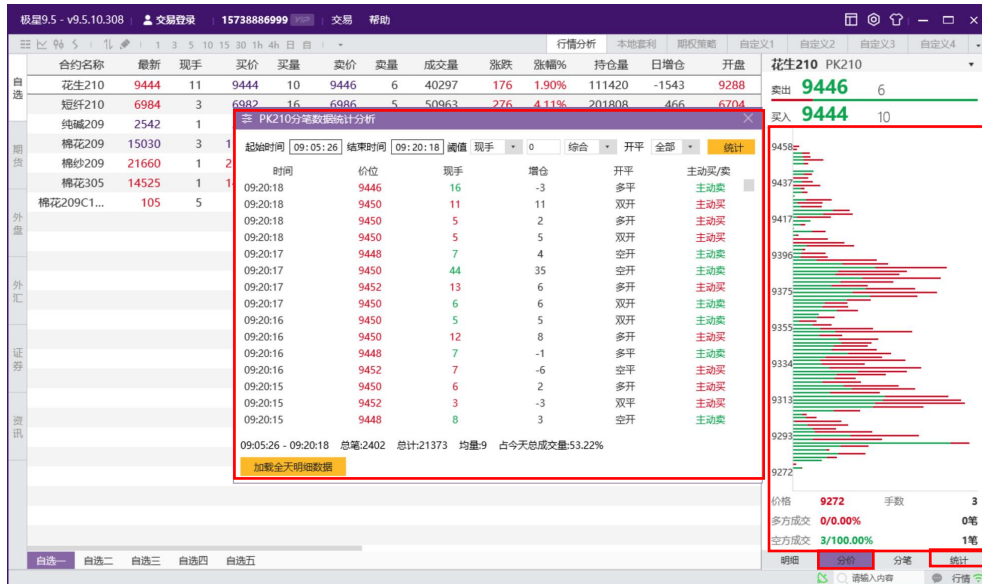 极星9.5 - v9.5.10.308 交易登录 15738886999 VIP 交易 帮助
1 3 5 10 15 30 1h 4h 日 自
行情分析 本地套利 期权策略 自定义1 自定义2 自定义3 自定义4
合约名称 最新 现手 买价 买量 卖价 卖量 成交量 涨跌 涨幅% 持仓量 日增仓 开盘
花生210 9444 11 9444 10 9446 6 40297 176 1.90% 111420 -1543 9288
短纤210 6984 3 6982 16 6986 5 50963 276 4.11% 201808 466 6704
纯碱209 2542 1
棉花209 15030 3 1
棉纱209 21660 1 2
棉花305 14525 1 1
棉花209C1... 105 5
自选
期货
外盘
外汇
证券
资讯
PK210分笔数据统计分析
起始时间 09:05:26 结束时间 09:20:18 阈值 现手 0 综合 开平 全部 统计
时间 价位 现手 增仓 开平 主动买/卖
09:20:18 9446 16 -3 多平 主动卖
09:20:18 9450 11 11 双开 主动买
09:20:18 9450 5 2 多开 主动买
09:20:18 9450 5 5 双开 主动买
09:20:17 9448 7 4 空开 主动卖
09:20:17 9450 44 35 空开 主动卖
09:20:17 9452 13 6 多开 主动买
09:20:17 9450 6 6 双开 主动卖
09:20:16 9450 5 5 双开 主动卖
09:20:16 9450 12 8 多开 主动买
09:20:16 9448 7 -1 多平 主动卖
09:20:16 9452 7 -6 空平 主动买
09:20:16 9450 6 2 多开 主动买
09:20:15 9452 3 -3 双平 主动买
09:20:15 9448 8 3 空开 主动卖
09:05:26 - 09:20:18 总笔:2402 总计:21373 均量:9 占今天总成交量:53.22%
加载全天明细数据
花生210 PK210
卖出 9446 6
买入 9444 10
9458
9437
9417
9396
9375
9355
9334
9313
9293
9272
价格 9272 手数 3
多方成交 0/0.00% 0笔
空方成交 3/100.00% 1笔
明细 分价 分笔 统计
自选一 自选二 自选三 自选四 自选五
请输入内容 行情